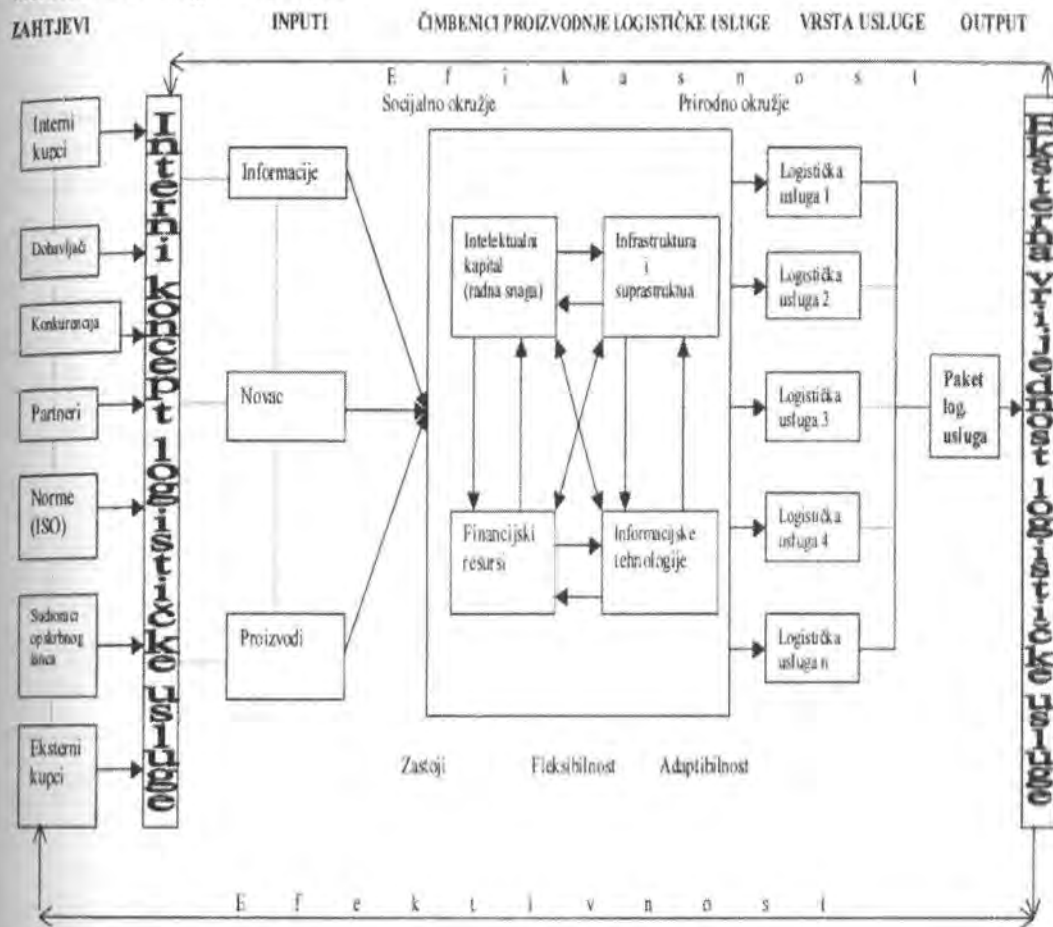 ZAHTJEVI
INPUTI
ČIMBENICI PROIZVODNJE LOGISTIČKE USLUGE
VRSTA USLUGE
OUTPUT
E f i k a s n o s t
Socijalno okružje
Prirodno okružje
Interni
kupci
Dobavljači
Konkurencija
Partneri
Norme
(ISO)
Sudionici
opskrbnog
lanca
Eksterni
kupci
Interni koncept logističke usluge
Informacije
Novac
Proizvodi
Intelektualni
kapital
(radna snaga)
Infrastruktura
i
suprastruktua
Financijski
resursi
Informacijske
tehnologije
Logistička
usluga 1
Logistička
usluga 2
Logistička
usluga 3
Logistička
usluga 4
Logistička
usluga n
Paket
log.
usluga
Eksterna vrijednost logističke usluge
Zastoji
Fleksibilnost
Adaptibilnost
E f e k t i v n o s t